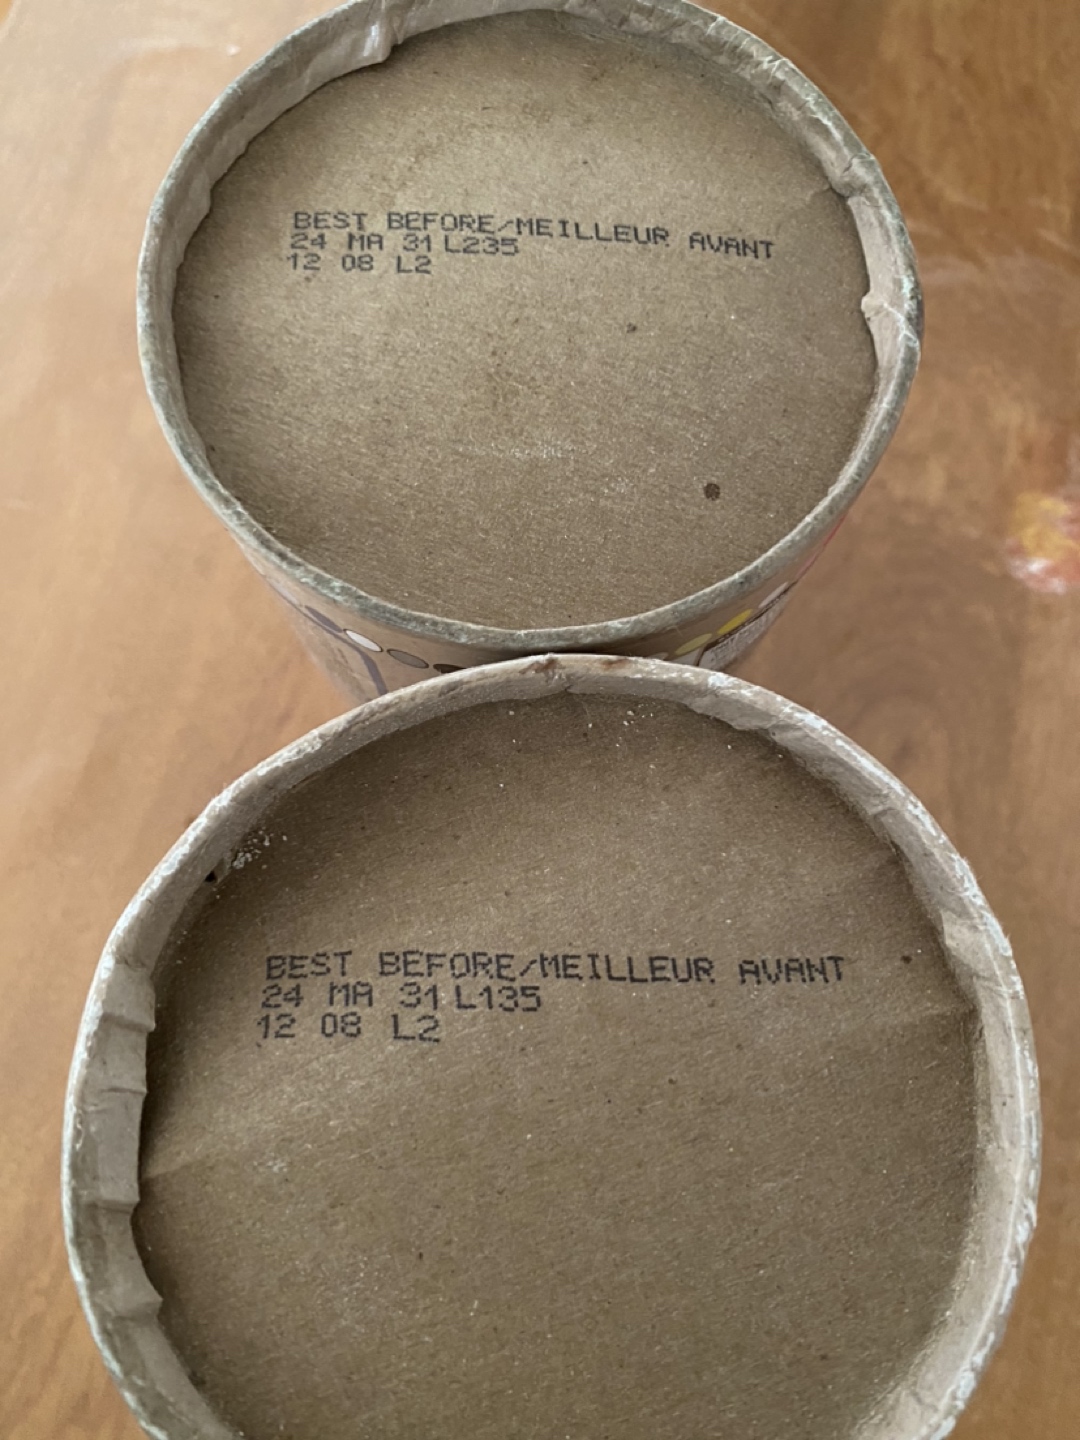 BEST BEFORE/MEILLEUR AVANT
24 MA 31 L235
12 08 L2
BEST BEFORE/MEILLEUR AVANT
24 MA 31 L135
12 08 L2